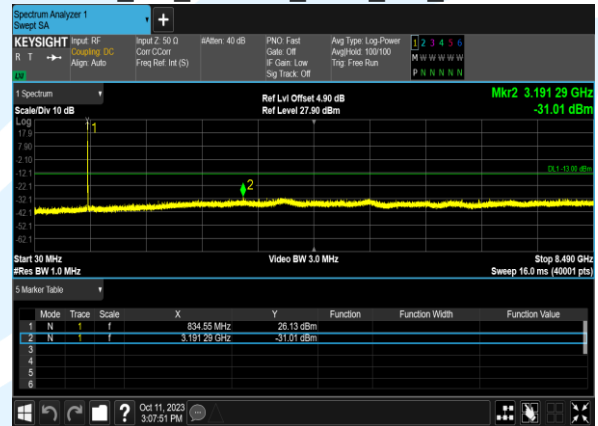 Spectrum Analyzer 1
Swept SA
+
KEYSIGHT Input: RF Input Z: 50 Ω #Atten: 40 dB PNO: Fast Avg Type: Log-Power 1 2 3 4 5 6
R T Coupling: DC Corr CCorr Gate: Off Avg|Hold: 100/100 M W W W W W
Align: Auto Freq Ref: Int (S) IF Gain: Low Trig: Free Run P N N N N N
Sig Track: Off
1 Spectrum
Ref Lvl Offset 4.90 dB Mkr2 3.191 29 GHz
Scale/Div 10 dB Ref Level 27.90 dBm -31.01 dBm
Log
17.9
7.90
-2.10
-12.1
-22.1
-32.1
-42.1
-52.1
-62.1
1
2
DL1 -13.00 dBm
Start 30 MHz Video BW 3.0 MHz Stop 8.490 GHz
#Res BW 1.0 MHz Sweep 16.0 ms (40001 pts)
5 Marker Table
Mode Trace Scale X Y Function Function Width Function Value
1 N 1 f 834.55 MHz 26.13 dBm
2 N 1 f 3.191 29 GHz -31.01 dBm
3
4
5
6
? Oct 11, 2023
3:07:51 PM